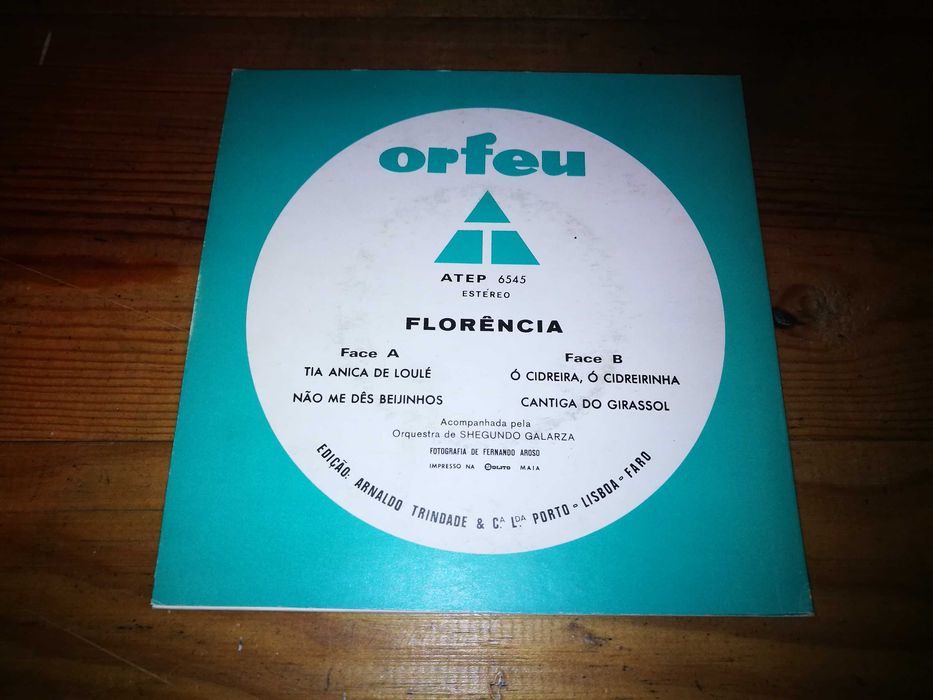 orfeu
ATEP 6545
ESTÉREO
FLORÊNCIA
Face A
TIA ANICA DE LOULÉ
NÃO ME DÊS BEIJINHOS
Face B
Ó CIDREIRA, Ó CIDREIRINHA
CANTIGA DO GIRASSOL
Acompanhada pela
Orquestra de SHEGUNDO GALARZA
FOTOGRAFIA DE FERNANDO AROSO
IMPRESSO NA MAIA
EDIÇÃO: ARNALDO TRINDADE & C.ª L.DA PORTO - LISBOA - FARO